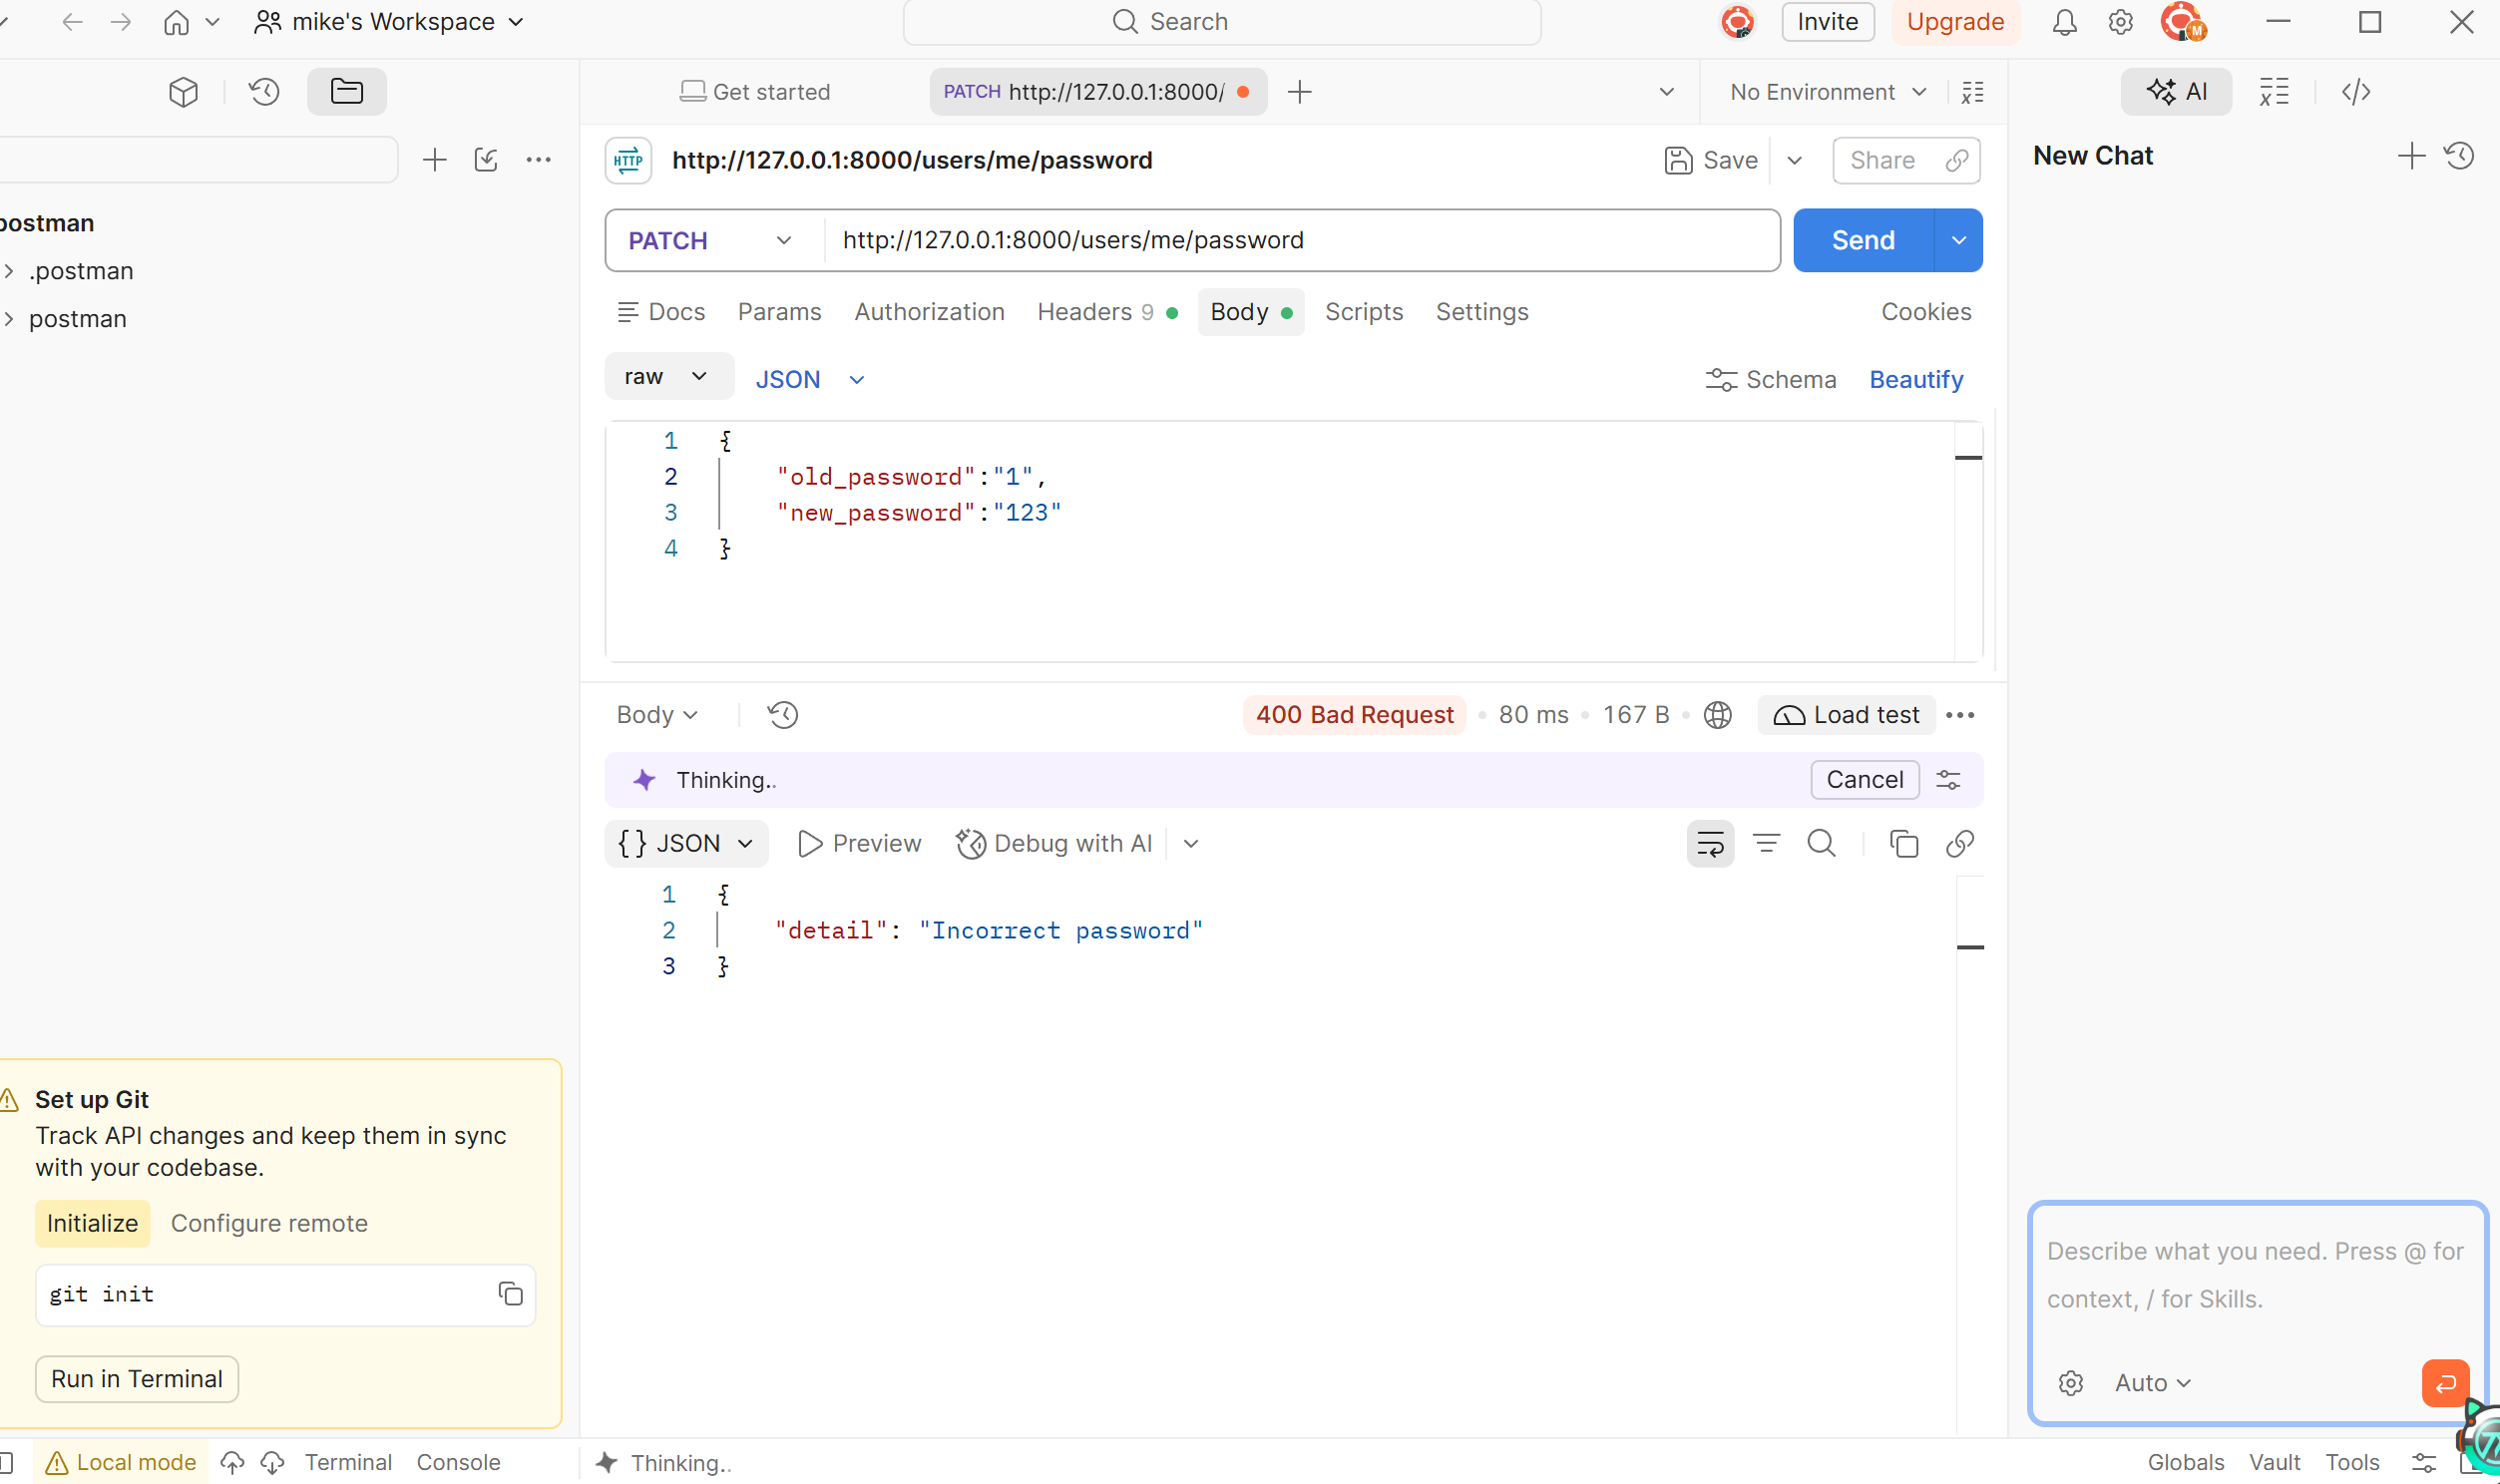 mike's Workspace
Search
Invite
Upgrade
M
Get started
PATCH http://127.0.0.1:8000/
No Environment
AI
HTTP
http://127.0.0.1:8000/users/me/password
Save
Share
New Chat
postman
.postman
postman
PATCH
http://127.0.0.1:8000/users/me/password
Send
Docs
Params
Authorization
Headers 9
Body
Scripts
Settings
Cookies
raw
JSON
Schema
Beautify
1 {
2 "old_password":"1",
3 "new_password":"123"
4 }
Body
400 Bad Request
80 ms
167 B
Load test
Thinking..
Cancel
{} JSON
Preview
Debug with AI
1 {
2 "detail": "Incorrect password"
3 }
Set up Git
Track API changes and keep them in sync
with your codebase.
Initialize
Configure remote
git init
Run in Terminal
Describe what you need. Press @ for
context, / for Skills.
Auto
Local mode
Terminal
Console
Thinking..
Globals
Vault
Tools